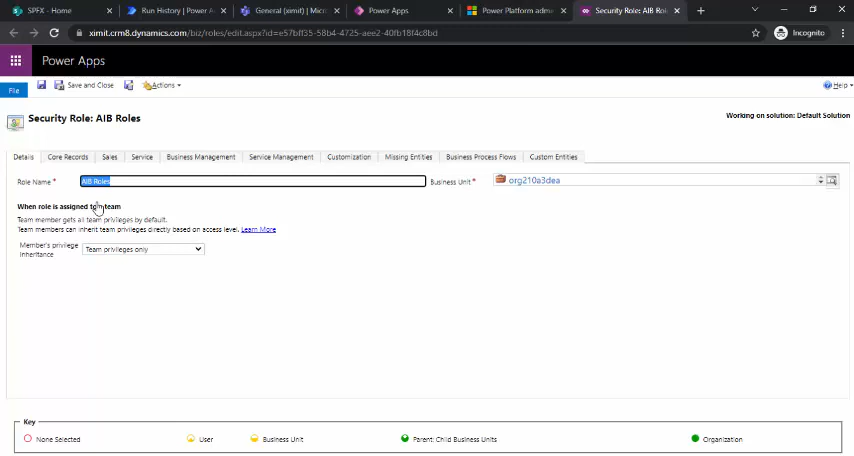 SPFX - Home
Run History | Power A
General (ximit) | Micros
Power Apps
Power Platform adm
Security Role: AIB Role
ximit.crm8.dynamics.com/biz/roles/edit.aspx?id=e57bff35-58b4-4725-aee2-40fb18f4c8bd
Incognito
Power Apps
File
Save and Close
Actions
Help
Security Role: AIB Roles
Working on solution: Default Solution
Details
Core Records
Sales
Service
Business Management
Service Management
Customization
Missing Entities
Business Process Flows
Custom Entities
Role Name *
AIB Roles
Business Unit *
org210a3dea
When role is assigned to team
Team member gets all team privileges by default.
Team members can inherit team privileges directly based on access level. Learn More
Member's privilege
inheritance
Team privileges only
Key
None Selected
User
Business Unit
Parent: Child Business Units
Organization